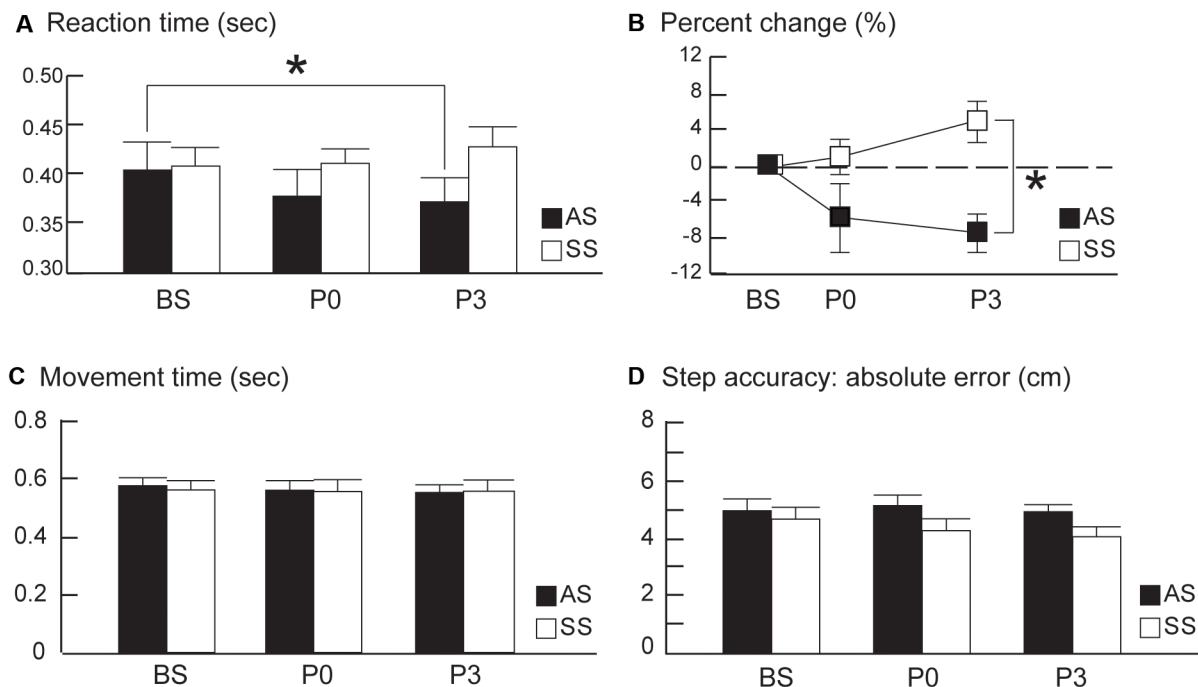 A Reaction time (sec)
0.50
0.45
0.40
0.35
0.30
*
AS
SS
BS P0 P3
B Percent change (%)
12
8
4
0
-4
-8
-12
*
AS
SS
BS P0 P3
C Movement time (sec)
0.8
0.6
0.4
0.2
0
AS
SS
BS P0 P3
D Step accuracy: absolute error (cm)
8
6
4
2
0
AS
SS
BS P0 P3